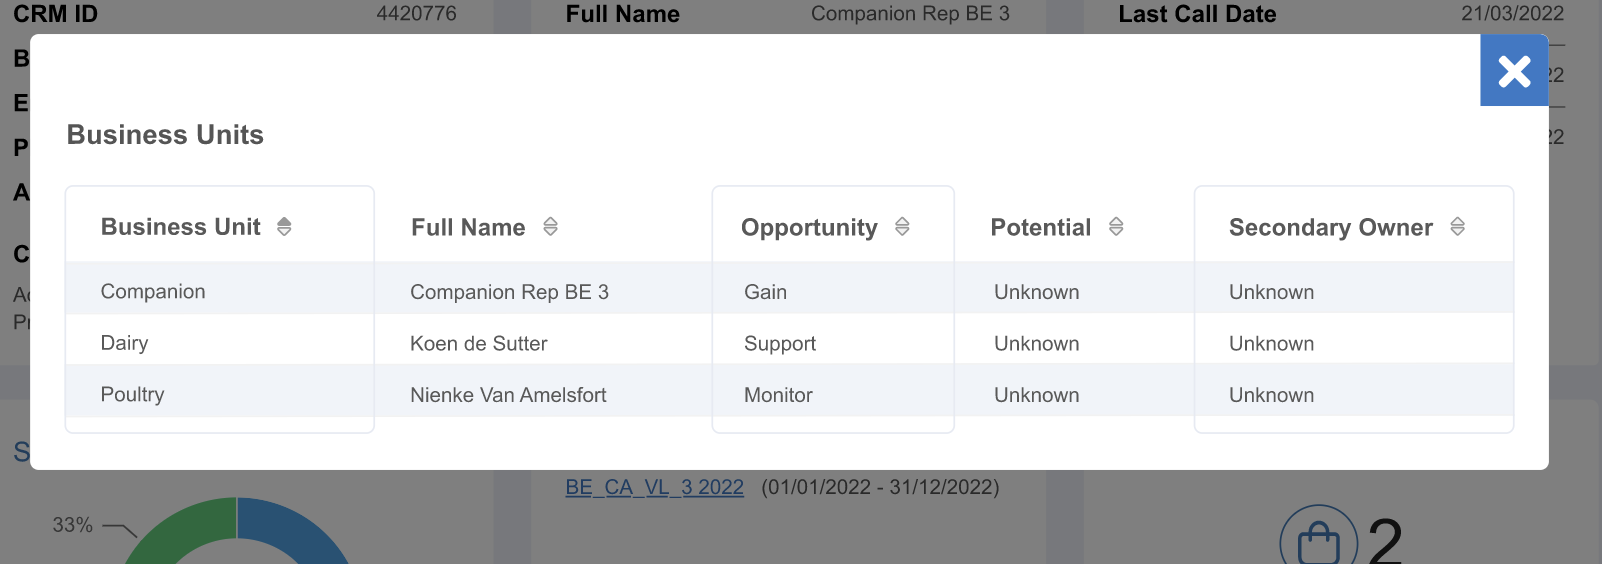 CRM ID 4420776 Full Name Companion Rep BE 3 Last Call Date 21/03/2022
Business Units
Business Unit Full Name Opportunity Potential Secondary Owner
Companion Companion Rep BE 3 Gain Unknown Unknown
Dairy Koen de Sutter Support Unknown Unknown
Poultry Nienke Van Amelsfort Monitor Unknown Unknown
BE_CA_VL_3 2022 (01/01/2022 - 31/12/2022)
33%
2